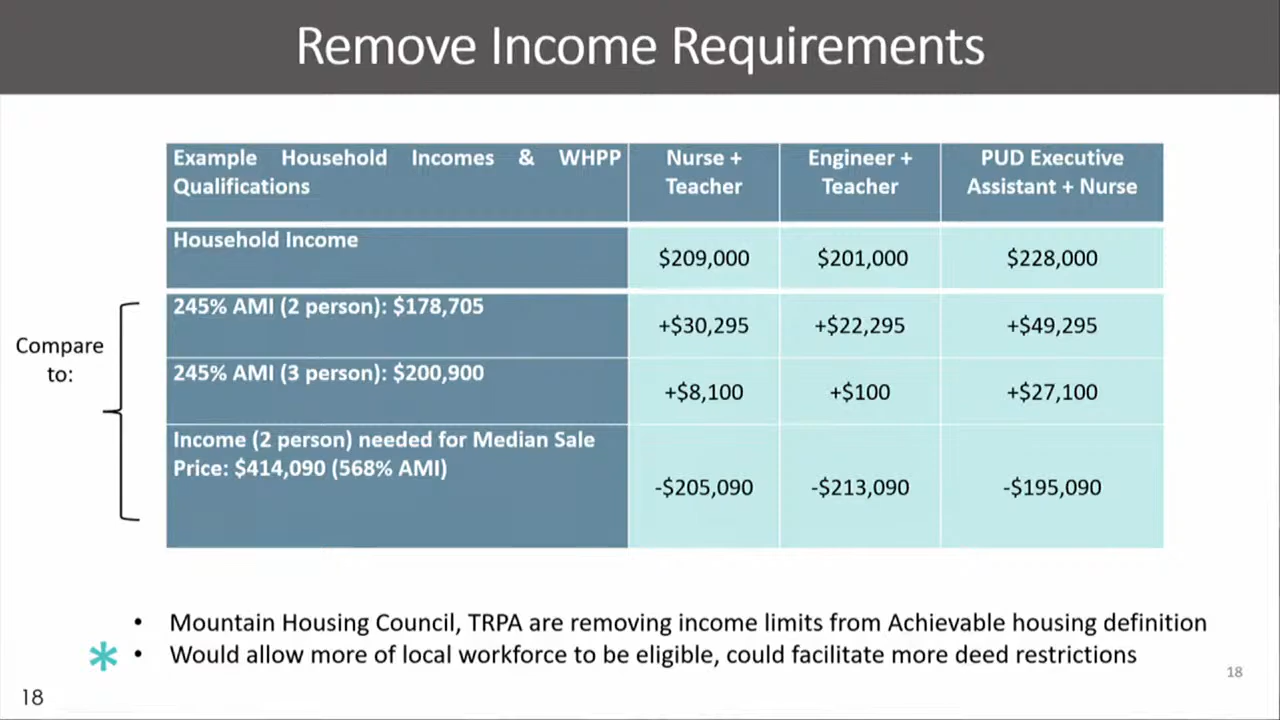 Remove Income Requirements
Example Household Incomes & WHPP
Qualifications
Nurse +
Teacher
Engineer +
Teacher
PUD Executive
Assistant + Nurse
Household Income
$209,000
$201,000
$228,000
Compare
to:
245% AMI (2 person): $178,705
+$30,295
+$22,295
+$49,295
245% AMI (3 person): $200,900
+$8,100
+$100
+$27,100
Income (2 person) needed for Median Sale
Price: $414,090 (568% AMI)
-$205,090
-$213,090
-$195,090
• Mountain Housing Council, TRPA are removing income limits from Achievable housing definition
* • Would allow more of local workforce to be eligible, could facilitate more deed restrictions
18
18